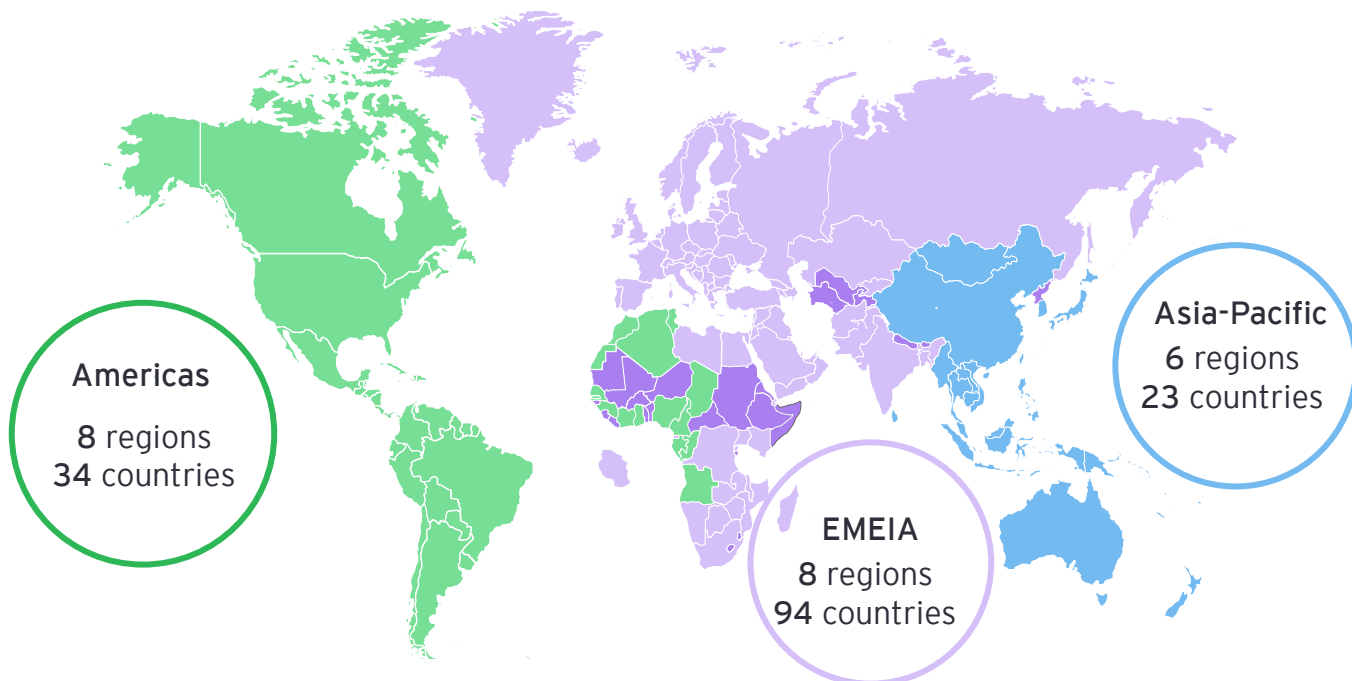 Americas
8 regions
34 countries
EMEIA
8 regions
94 countries
Asia-Pacific
6 regions
23 countries